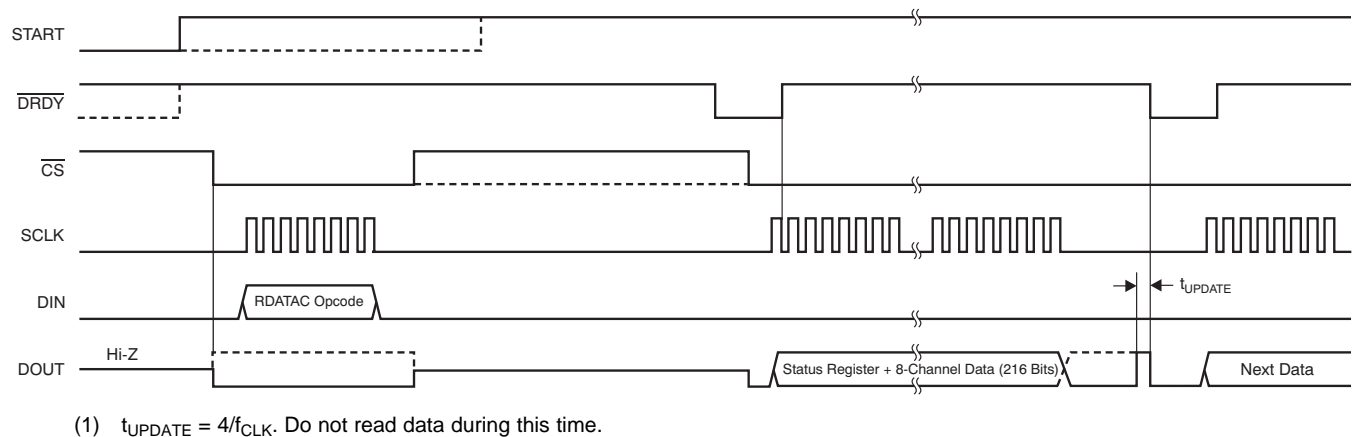 START
DRDY
CS
SCLK
DIN
RDATAC Opcode
tUPDATE
DOUT
Hi-Z
Status Register + 8-Channel Data (216 Bits)
Next Data
(1) tUPDATE = 4/fCLK. Do not read data during this time.